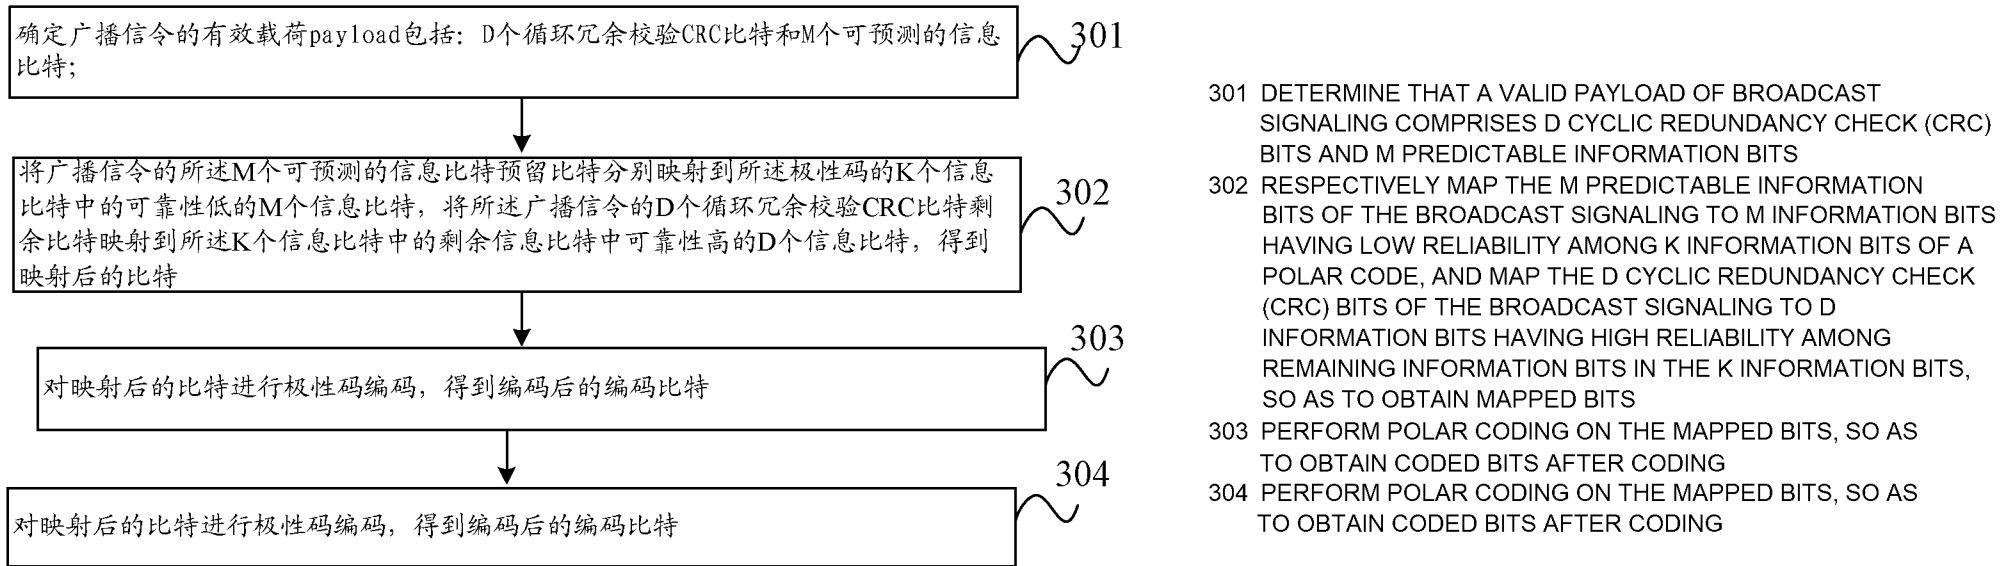 确定广播信令的有效载荷payload包括：D个循环冗余校验CRC比特和M个可预测的信息
比特；
301
将广播信令的所述M个可预测的信息比特预留比特分别映射到所述极性码的K个信息
比特中的可靠性低的M个信息比特，将所述广播信令的D个循环冗余校验CRC比特剩
余比特映射到所述K个信息比特中的剩余信息比特中可靠性高的D个信息比特，得到
映射后的比特
302
对映射后的比特进行极性码编码，得到编码后的编码比特
303
对映射后的比特进行极性码编码，得到编码后的编码比特
304
301 DETERMINE THAT A VALID PAYLOAD OF BROADCAST
SIGNALING COMPRISES D CYCLIC REDUNDANCY CHECK (CRC)
BITS AND M PREDICTABLE INFORMATION BITS
302 RESPECTIVELY MAP THE M PREDICTABLE INFORMATION
BITS OF THE BROADCAST SIGNALING TO M INFORMATION BITS
HAVING LOW RELIABILITY AMONG K INFORMATION BITS OF A
POLAR CODE, AND MAP THE D CYCLIC REDUNDANCY CHECK
(CRC) BITS OF THE BROADCAST SIGNALING TO D
INFORMATION BITS HAVING HIGH RELIABILITY AMONG
REMAINING INFORMATION BITS IN THE K INFORMATION BITS,
SO AS TO OBTAIN MAPPED BITS
303 PERFORM POLAR CODING ON THE MAPPED BITS, SO AS
TO OBTAIN CODED BITS AFTER CODING
304 PERFORM POLAR CODING ON THE MAPPED BITS, SO AS
TO OBTAIN CODED BITS AFTER CODING